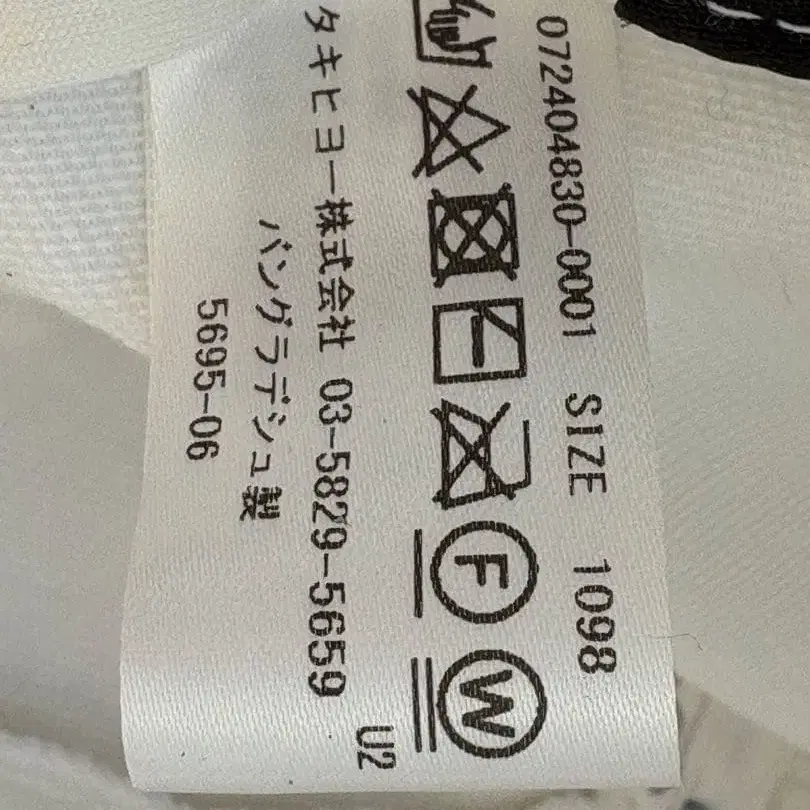 072404830-0001 SIZE 1098
F W
U2
タキヒヨー株式会社 03-5829-5659
バングラデシュ製
5695-06